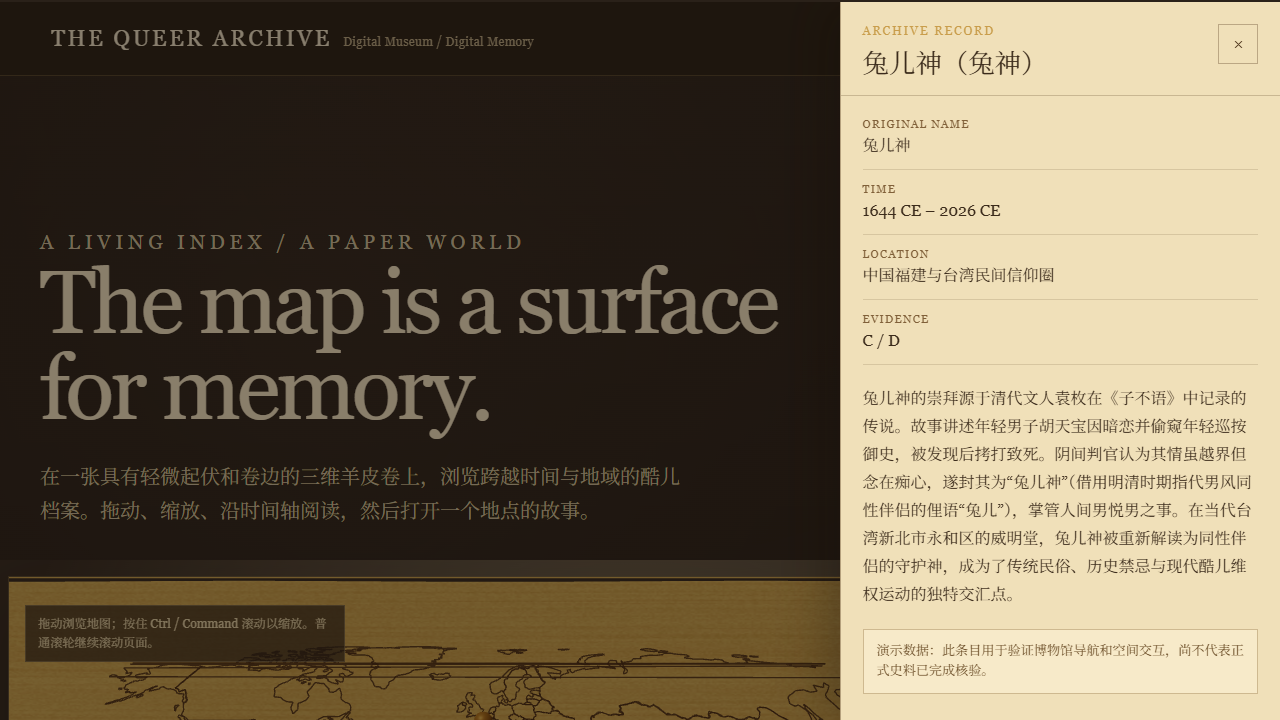 THE QUEER ARCHIVE Digital Museum / Digital Memory
A LIVING INDEX / A PAPER WORLD
The map is a surface
for memory.
在一张具有轻微起伏和卷边的三维羊皮卷上，浏览跨越时间与地域的酷儿
档案。拖动、缩放、沿时间轴阅读，然后打开一个地点的故事。
拖动浏览地图；按住 Ctrl / Command 滚动以缩放。普
通滚轮继续滚动页面。
ARCHIVE RECORD
兔儿神（兔神）
×
ORIGINAL NAME
兔儿神
TIME
1644 CE – 2026 CE
LOCATION
中国福建与台湾民间信仰圈
EVIDENCE
C / D
兔儿神的崇拜源于清代文人袁枚在《子不语》中记录的
传说。故事讲述年轻男子胡天宝因暗恋并偷窥年轻巡按
御史，被发现后拷打致死。阴间判官认为其情虽越界但
念在痴心，遂封其为“兔儿神”（借用明清时期指代男风同
性伴侣的俚语“兔儿”），掌管人间男悦男之事。在当代台
湾新北市永和区的威明堂，兔儿神被重新解读为同性伴
侣的守护神，成为了传统民俗、历史禁忌与现代酷儿维
权运动的独特交汇点。
演示数据：此条目用于验证博物馆导航和空间交互，尚不代表正
式史料已完成核验。